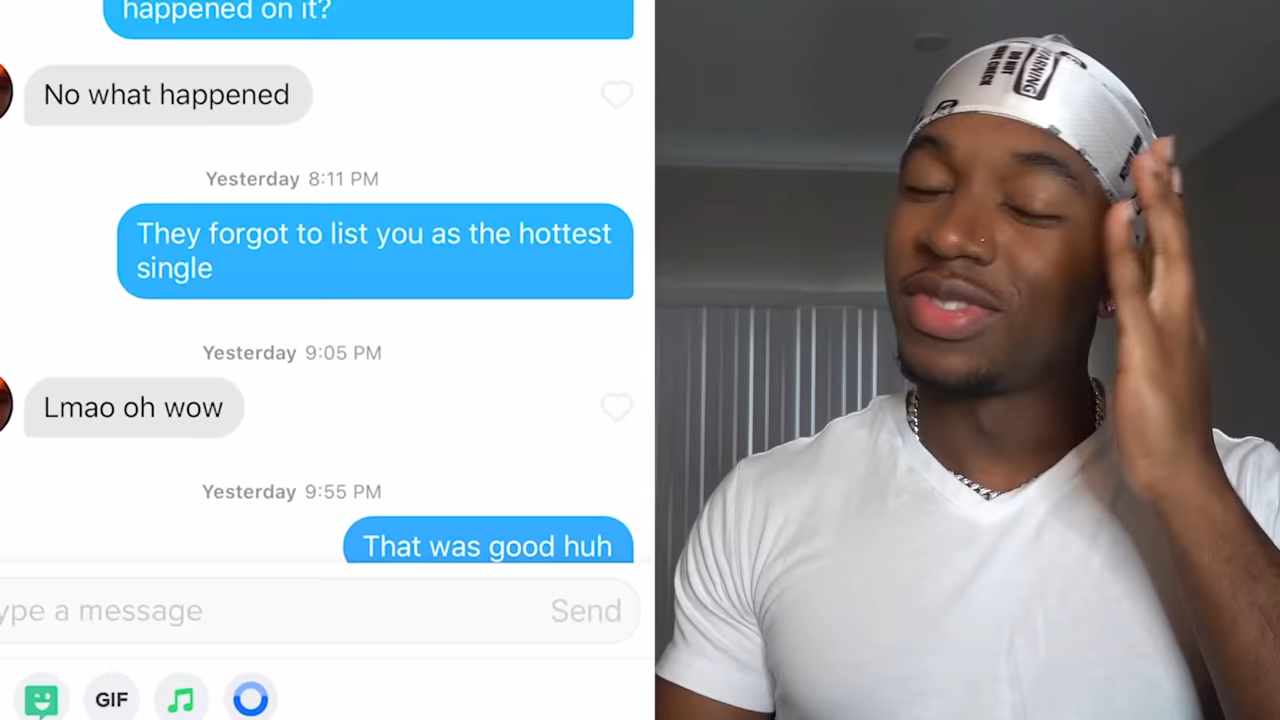 happened on it?
No what happened
Yesterday 8:11 PM
They forgot to list you as the hottest
single
Yesterday 9:05 PM
Lmao oh wow
Yesterday 9:55 PM
That was good huh
ype a message
Send
GIF
WARNING
DO NOT